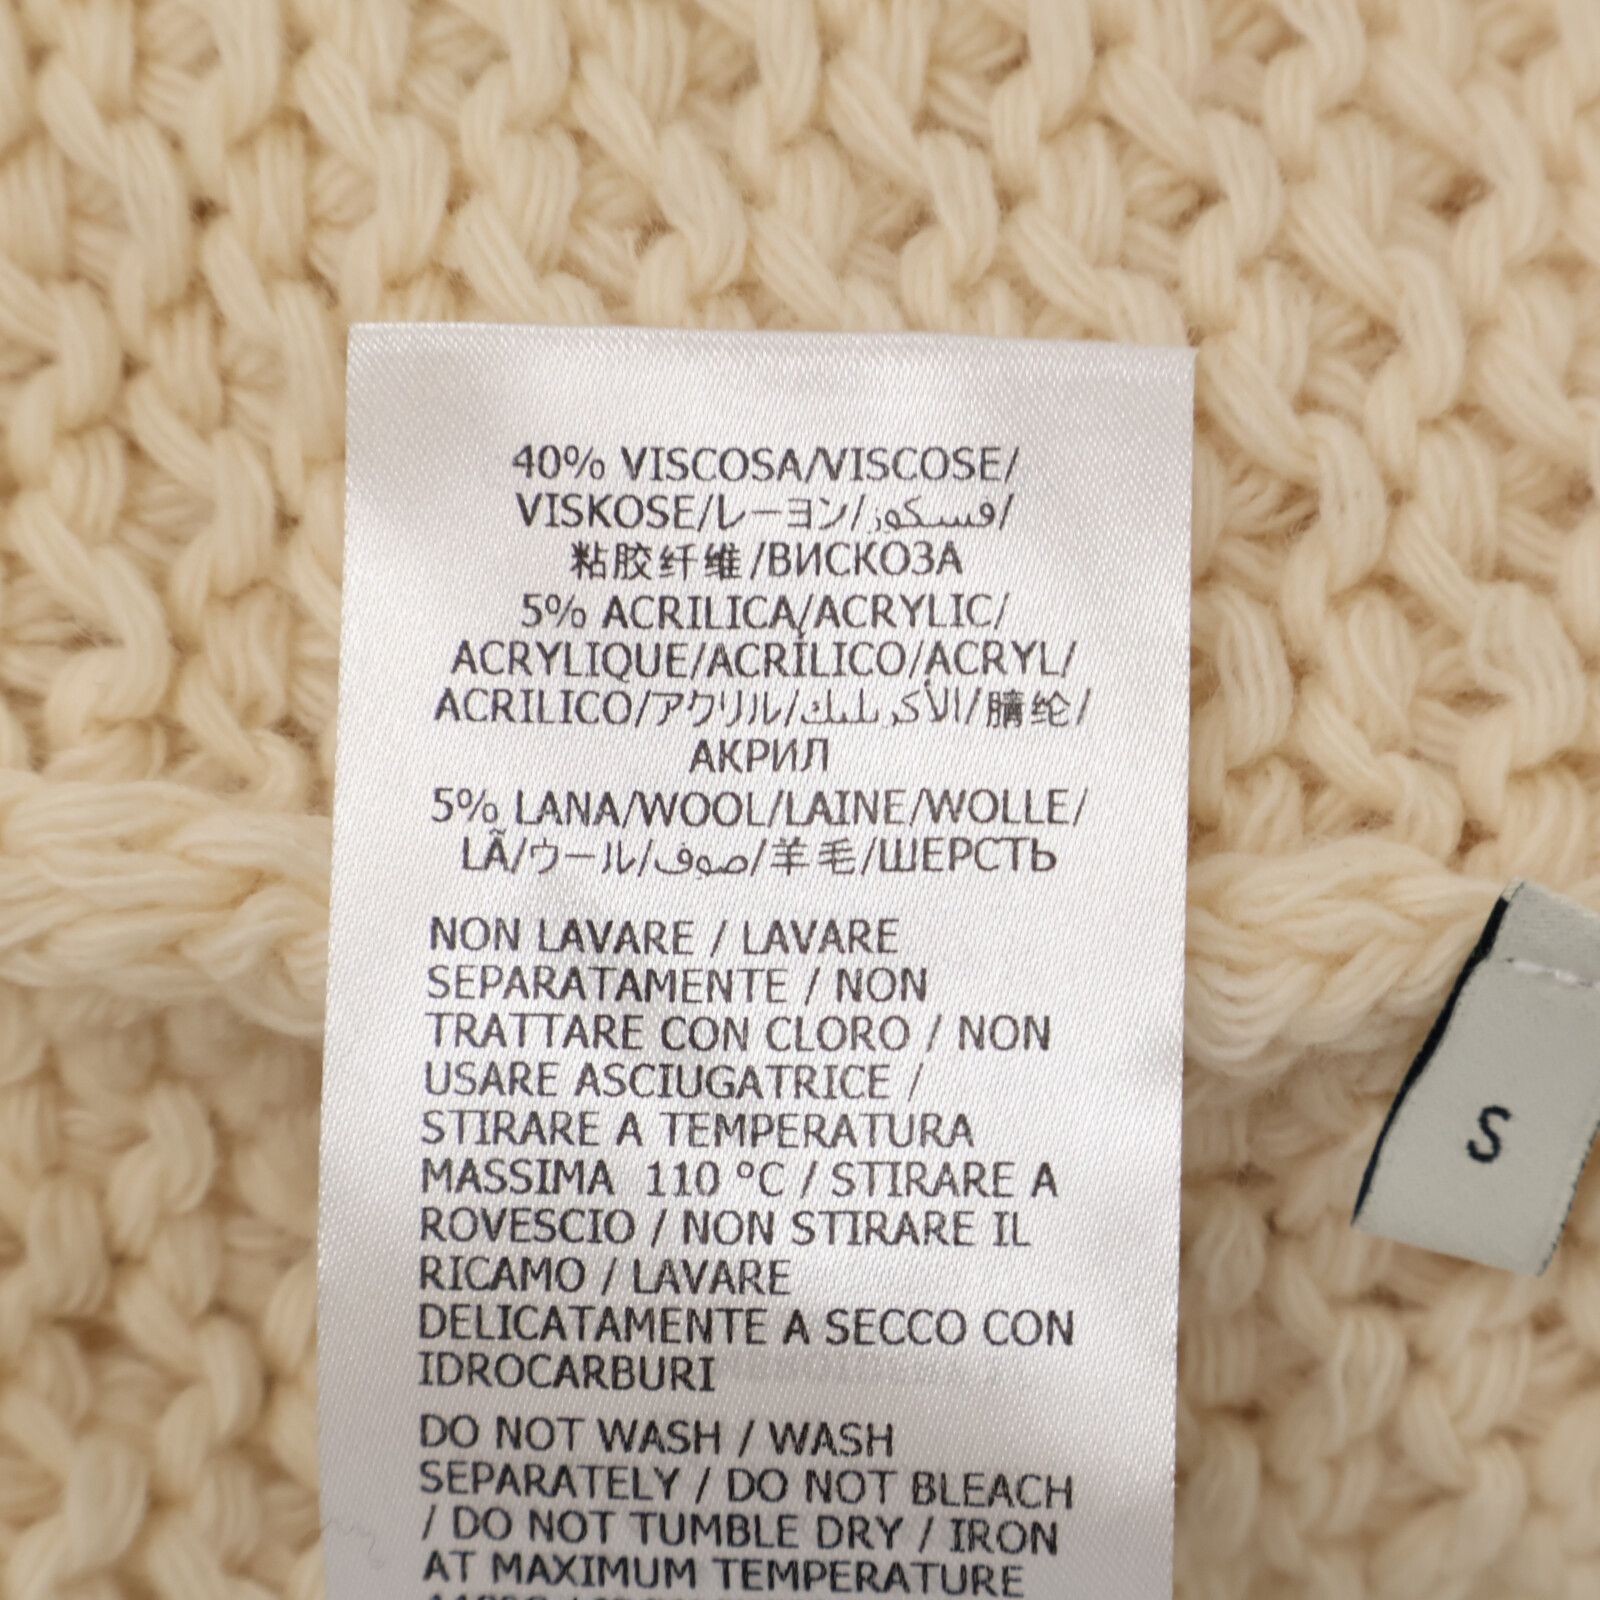 40% VISCOSA/VISCOSE/
VISKOSE/レーヨン/فسكوز/
粘胶纤维/ВИСКОЗА
5% ACRILICA/ACRYLIC/
ACRYLIQUE/ACRÍLICO/ACRYL/
ACRILICO/アクリル/الأكريليك/腈纶/
АКРИЛ
5% LANA/WOOL/LAINE/WOLLE/
LÃ/ウール/صوف/羊毛/ШЕРСТЬ
NON LAVARE / LAVARE
SEPARATAMENTE / NON
TRATTARE CON CLORO / NON
USARE ASCIUGATRICE /
STIRARE A TEMPERATURA
MASSIMA 110 °C / STIRARE A
ROVESCIO / NON STIRARE IL
RICAMO / LAVARE
DELICATAMENTE A SECCO CON
IDROCARBURI
DO NOT WASH / WASH
SEPARATELY / DO NOT BLEACH
/ DO NOT TUMBLE DRY / IRON
AT MAXIMUM TEMPERATURE
S